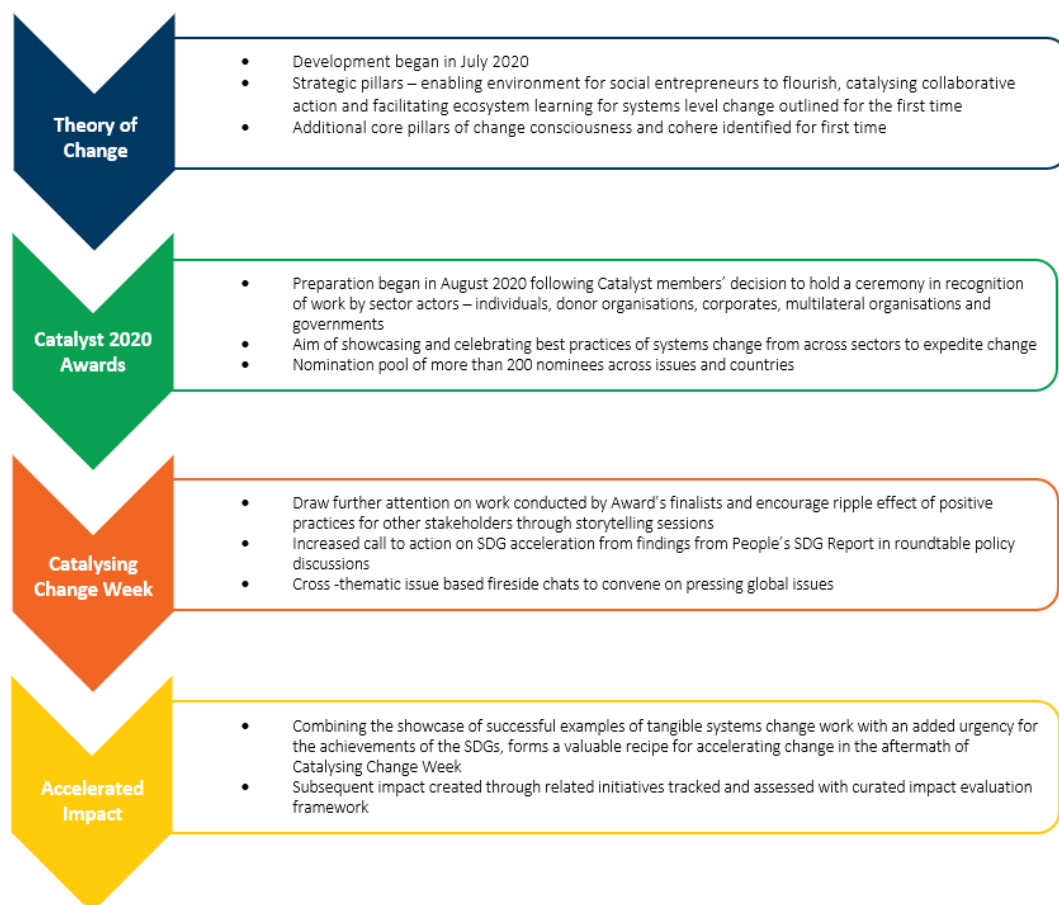 Theory of
Change
• Development began in July 2020
• Strategic pillars – enabling environment for social entrepreneurs to flourish, catalysing collaborative
action and facilitating ecosystem learning for systems level change outlined for the first time
• Additional core pillars of change consciousness and cohere identified for first time
Catalyst 2020
Awards
• Preparation began in August 2020 following Catalyst members’ decision to hold a ceremony in recognition
of work by sector actors – individuals, donor organisations, corporates, multilateral organisations and
governments
• Aim of showcasing and celebrating best practices of systems change from across sectors to expedite change
• Nomination pool of more than 200 nominees across issues and countries
Catalysing
Change Week
• Draw further attention on work conducted by Award’s finalists and encourage ripple effect of positive
practices for other stakeholders through storytelling sessions
• Increased call to action on SDG acceleration from findings from People’s SDG Report in roundtable policy
discussions
• Cross -thematic issue based fireside chats to convene on pressing global issues
Accelerated
Impact
• Combining the showcase of successful examples of tangible systems change work with an added urgency for
the achievements of the SDGs, forms a valuable recipe for accelerating change in the aftermath of
Catalysing Change Week
• Subsequent impact created through related initiatives tracked and assessed with curated impact evaluation
framework